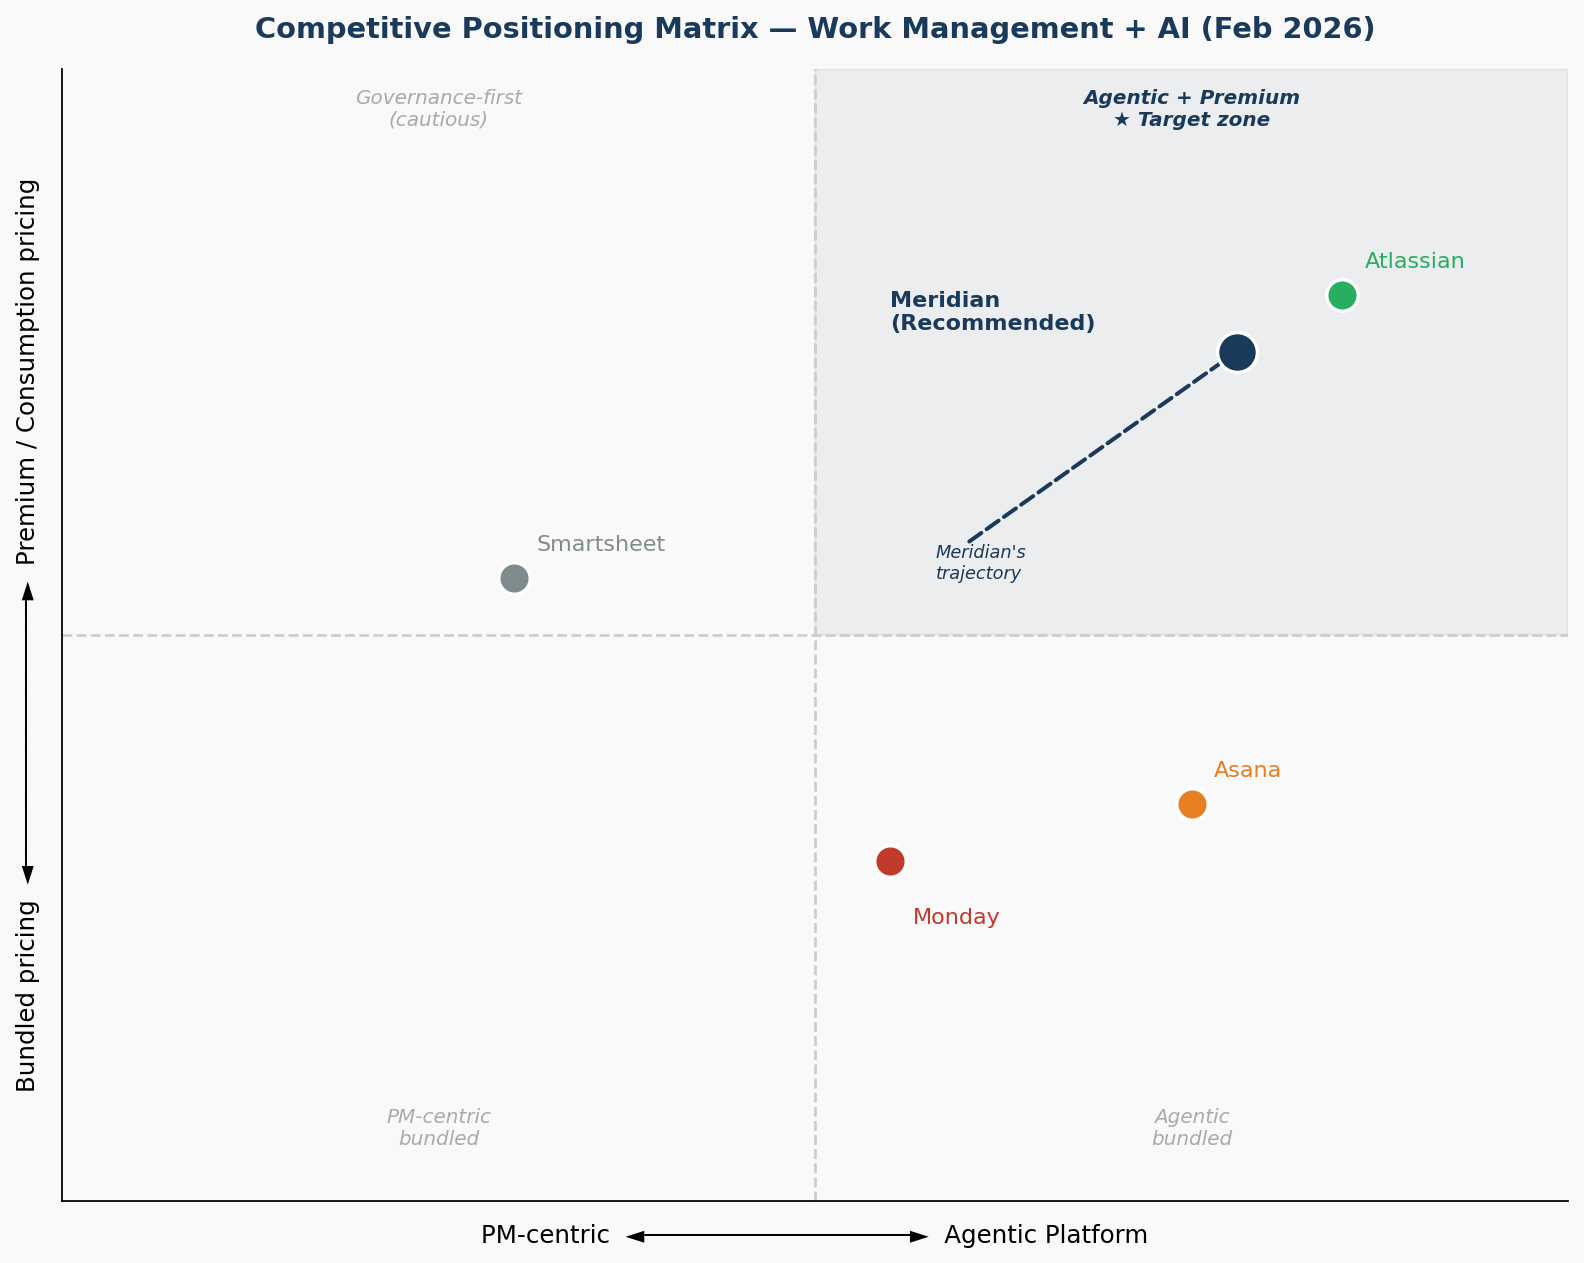 Competitive Positioning Matrix — Work Management + AI (Feb 2026)
Governance-first
(cautious)
Agentic + Premium
★ Target zone
Atlassian
Meridian
(Recommended)
Smartsheet
Meridian's
trajectory
Asana
Monday
PM-centric
bundled
Agentic
bundled
Bundled pricing ◄──► Premium / Consumption pricing
PM-centric ◄──► Agentic Platform